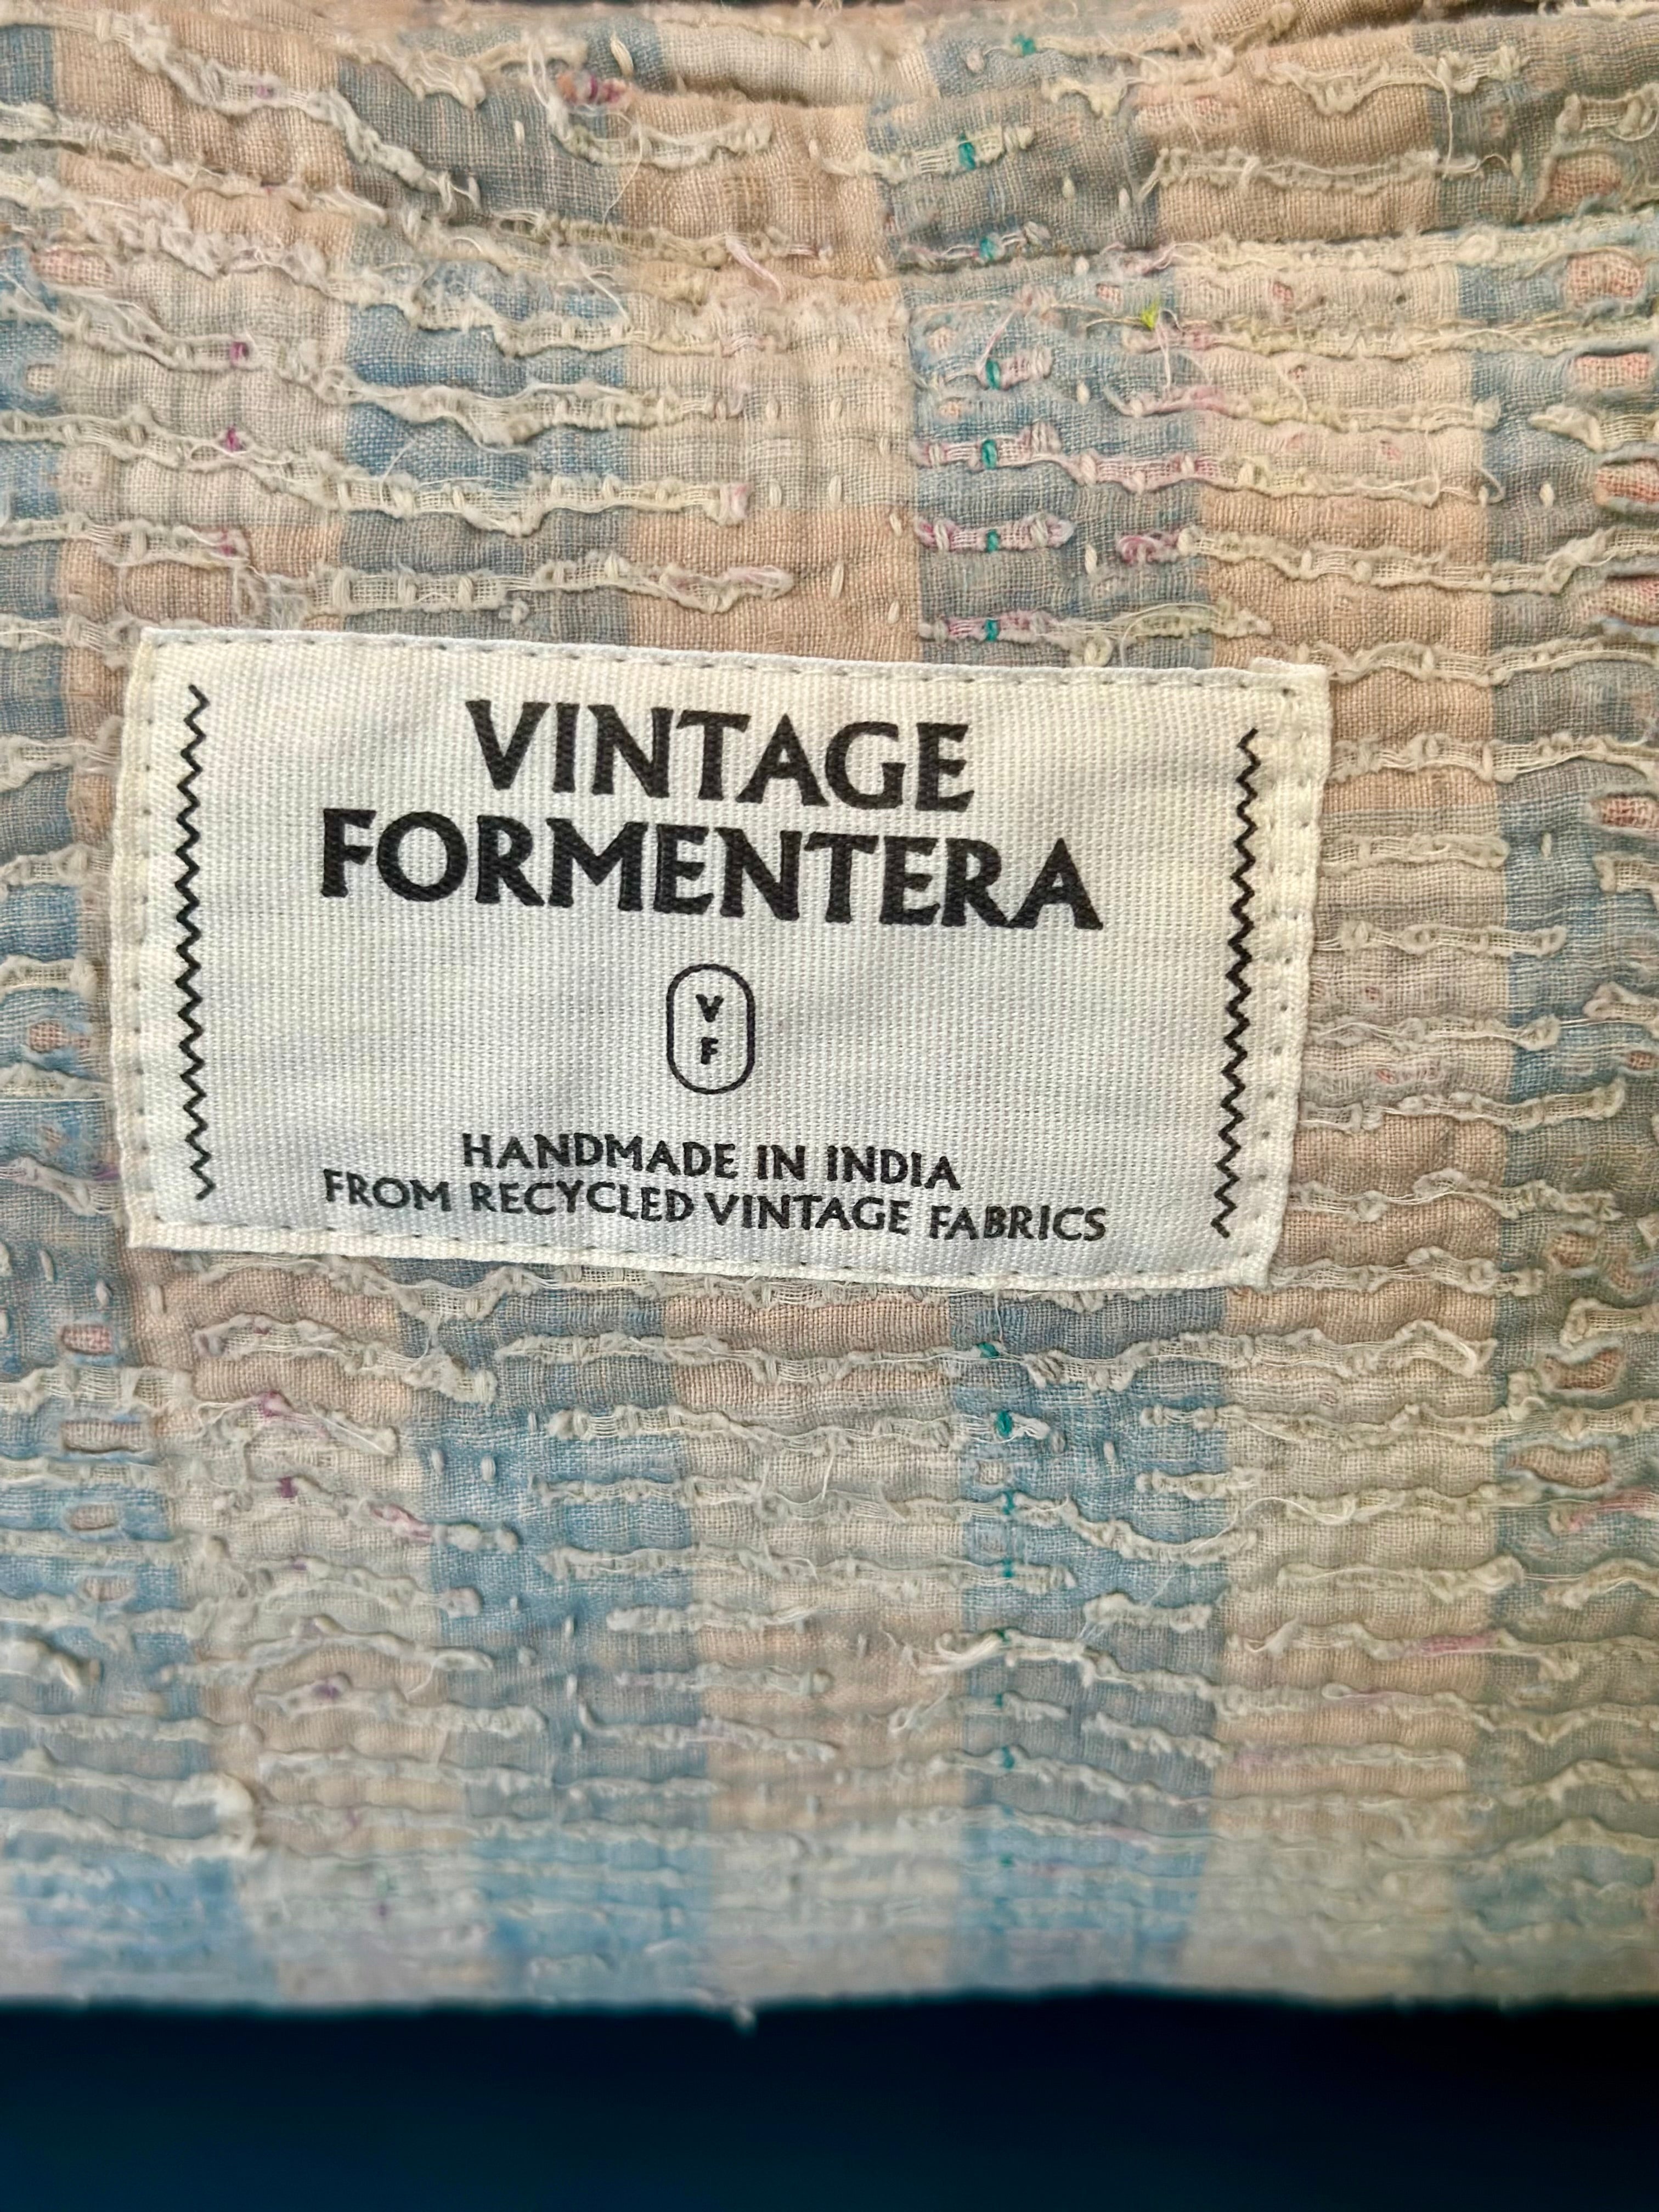 VINTAGE
FORMENTERA
V
F
HANDMADE IN INDIA
FROM RECYCLED VINTAGE FABRICS